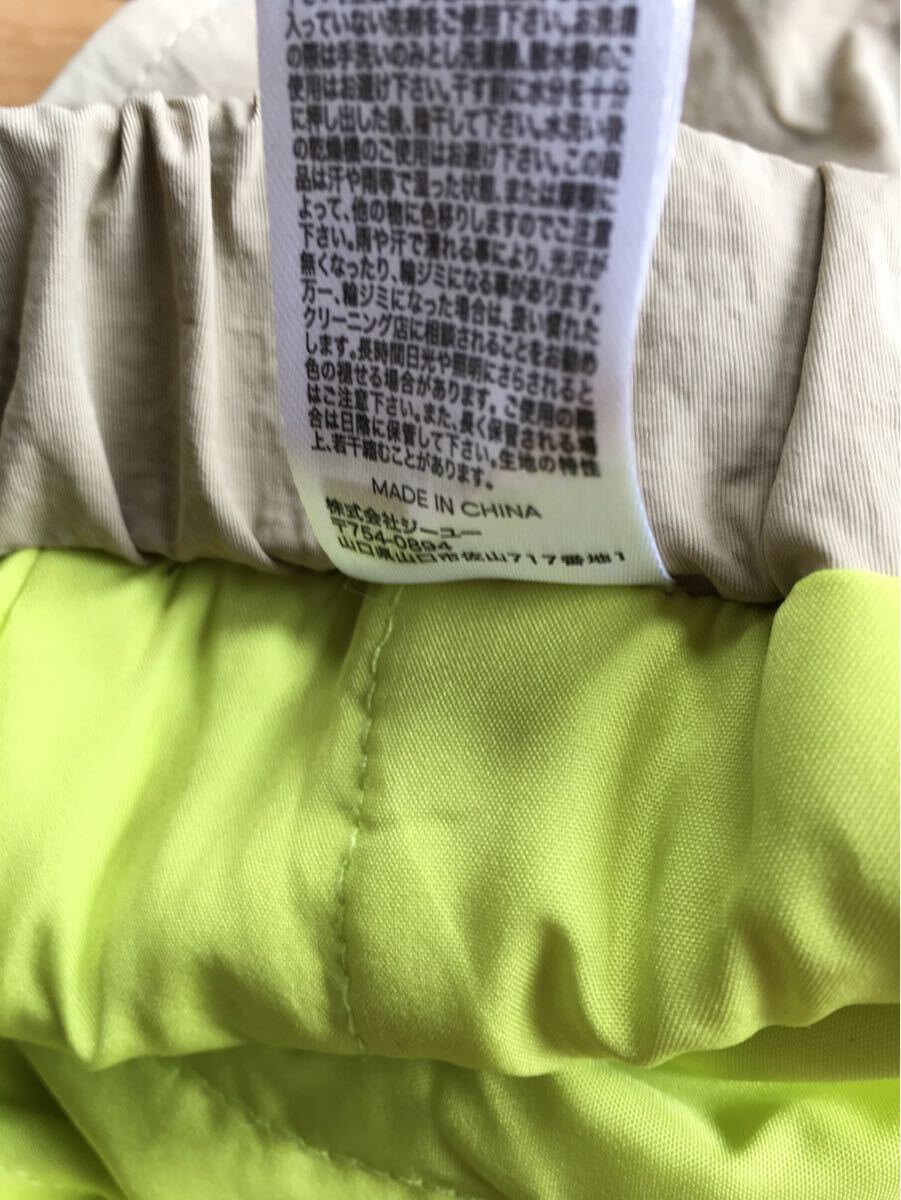 入っていない洗剤をご使用下さい。お洗濯
の際は手洗いのみとし洗濯機、脱水機のご
使用はお避け下さい。干す前に水分を十分
に押し出した後、陰干して下さい。水洗い後
の乾燥機のご使用はお避け下さい。この商
品は汗や雨等で湿った状態、または摩擦に
よって、他の物に色移りしますのでご注意
下さい。雨や汗で濡れる事により、光沢が
無くなったり、輪ジミになる事があります。
万一、輪ジミになった場合は、扱い慣れた
クリーニング店に相談されることをお勧め
します。長時間日光や照明にさらされると
色の褪せる場合があります。ご使用の際
はご注意下さい。また、長く保管される場
合は日陰に保管して下さい。生地の特性
上、若干縮むことがあります。
MADE IN CHINA
株式会社ジーユー
〒754-0894
山口県山口市佐山717番地1